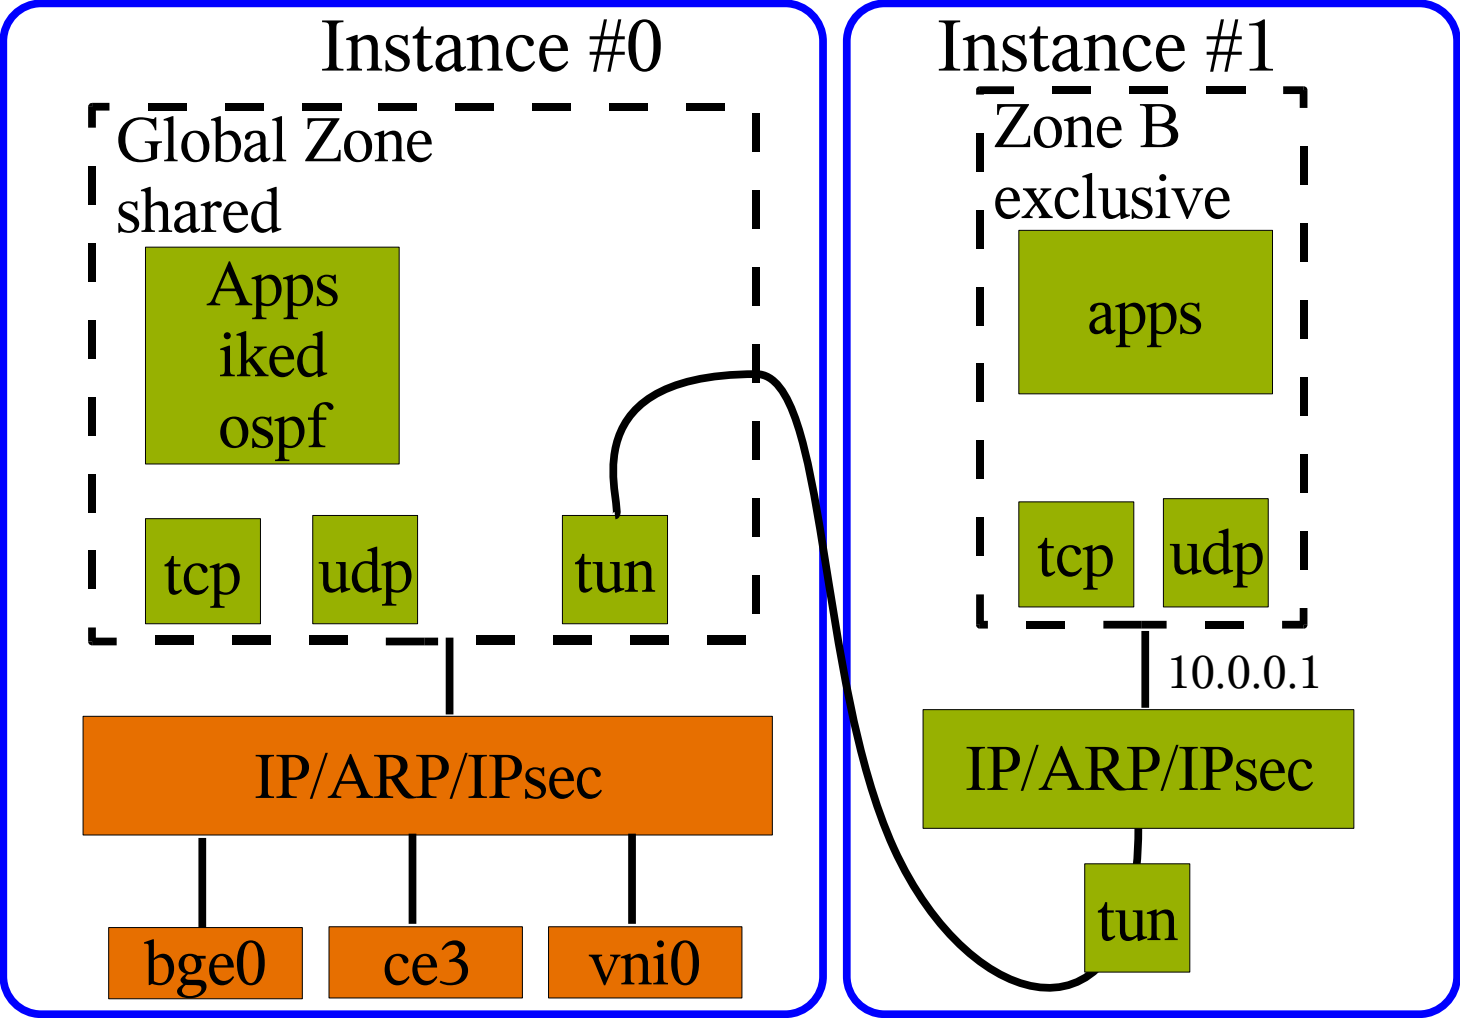 Instance #0
Global Zone
shared
Apps
iked
ospf
tcp
udp
tun
IP/ARP/IPsec
bge0
ce3
vni0
Instance #1
Zone B
exclusive
apps
tcp
udp
10.0.0.1
IP/ARP/IPsec
tun